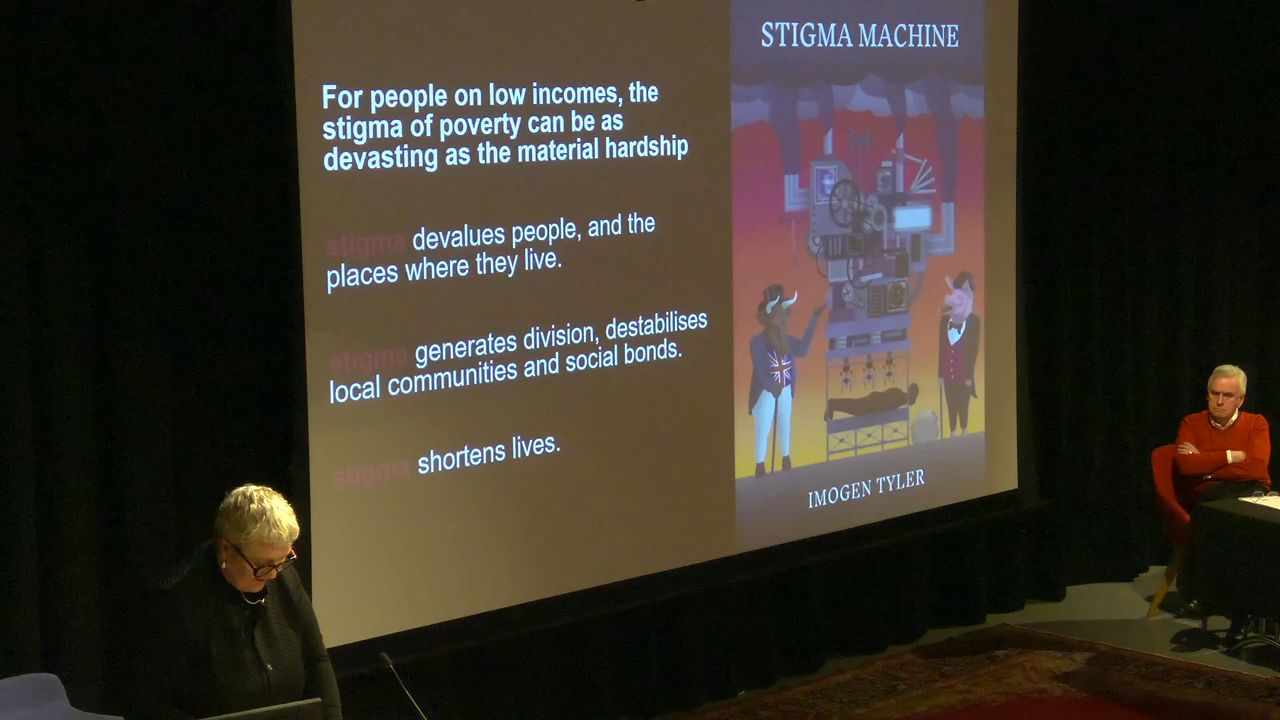 For people on low incomes, the
stigma of poverty can be as
devasting as the material hardship
stigma devalues people, and the
places where they live.
stigma generates division, destabilises
local communities and social bonds.
stigma shortens lives.
STIGMA MACHINE
IMOGEN TYLER